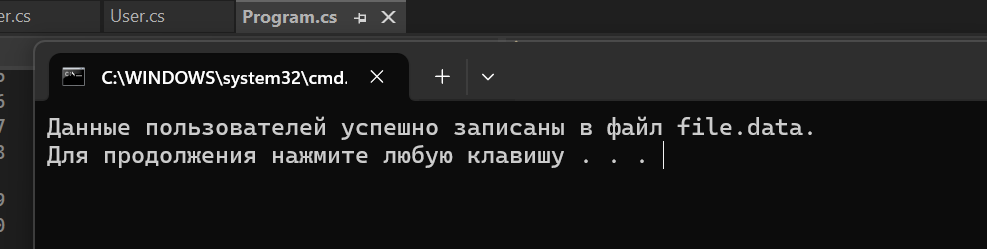 er.cs User.cs Program.cs
C:\WINDOWS\system32\cmd.
Данные пользователей успешно записаны в файл file.data.
Для продолжения нажмите любую клавишу . . .